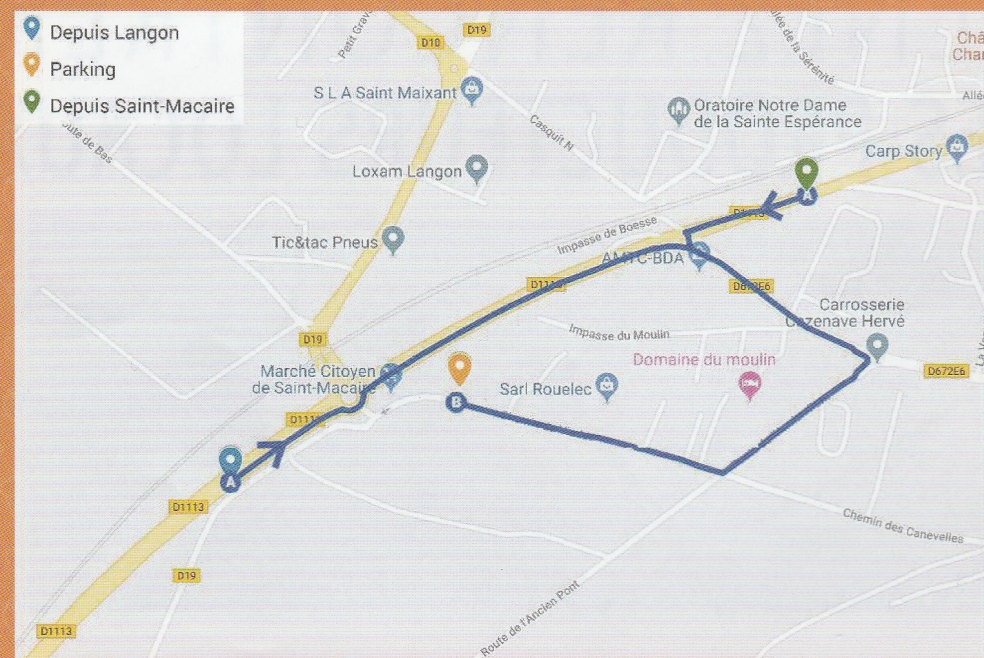 Depuis Langon
Parking
Depuis Saint-Macaire
D19
D10
Petit Grav
ulée de la Sérénité
Châ
Char
S L A Saint Maixant
Oratoire Notre Dame
de la Sainte Espérance
Allée
Casquit N
oute de Bas
Carp Story
Loxam Langon
A
D1113
Impasse de Boesse
Tic&tac Pneus
AMTC-BDA
D1113
D672E6
Carrosserie
Cazenave Hervé
Impasse du Moulin
D19
Domaine du moulin
D672E6
Marché Citoyen
de Saint-Macaire
Sarl Rouelec
B
D1113
A
D1113
Chemin des Canevelles
D19
Route de l'Ancien Pont
D1113